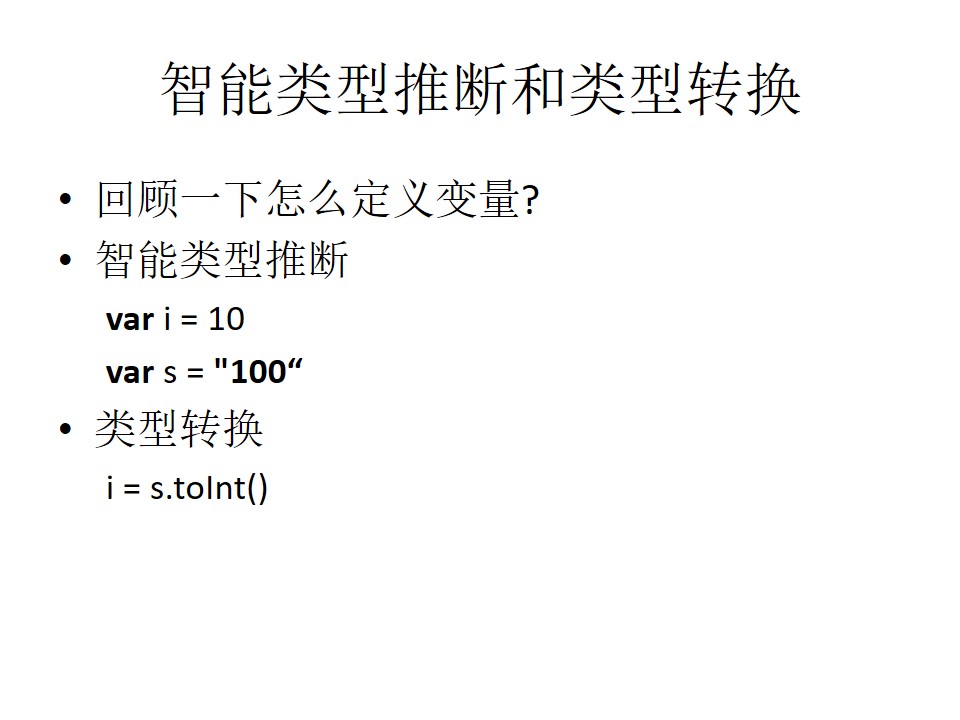 智能类型推断和类型转换
• 回顾一下怎么定义变量?
• 智能类型推断
var i = 10
var s = "100“
• 类型转换
i = s.toInt()